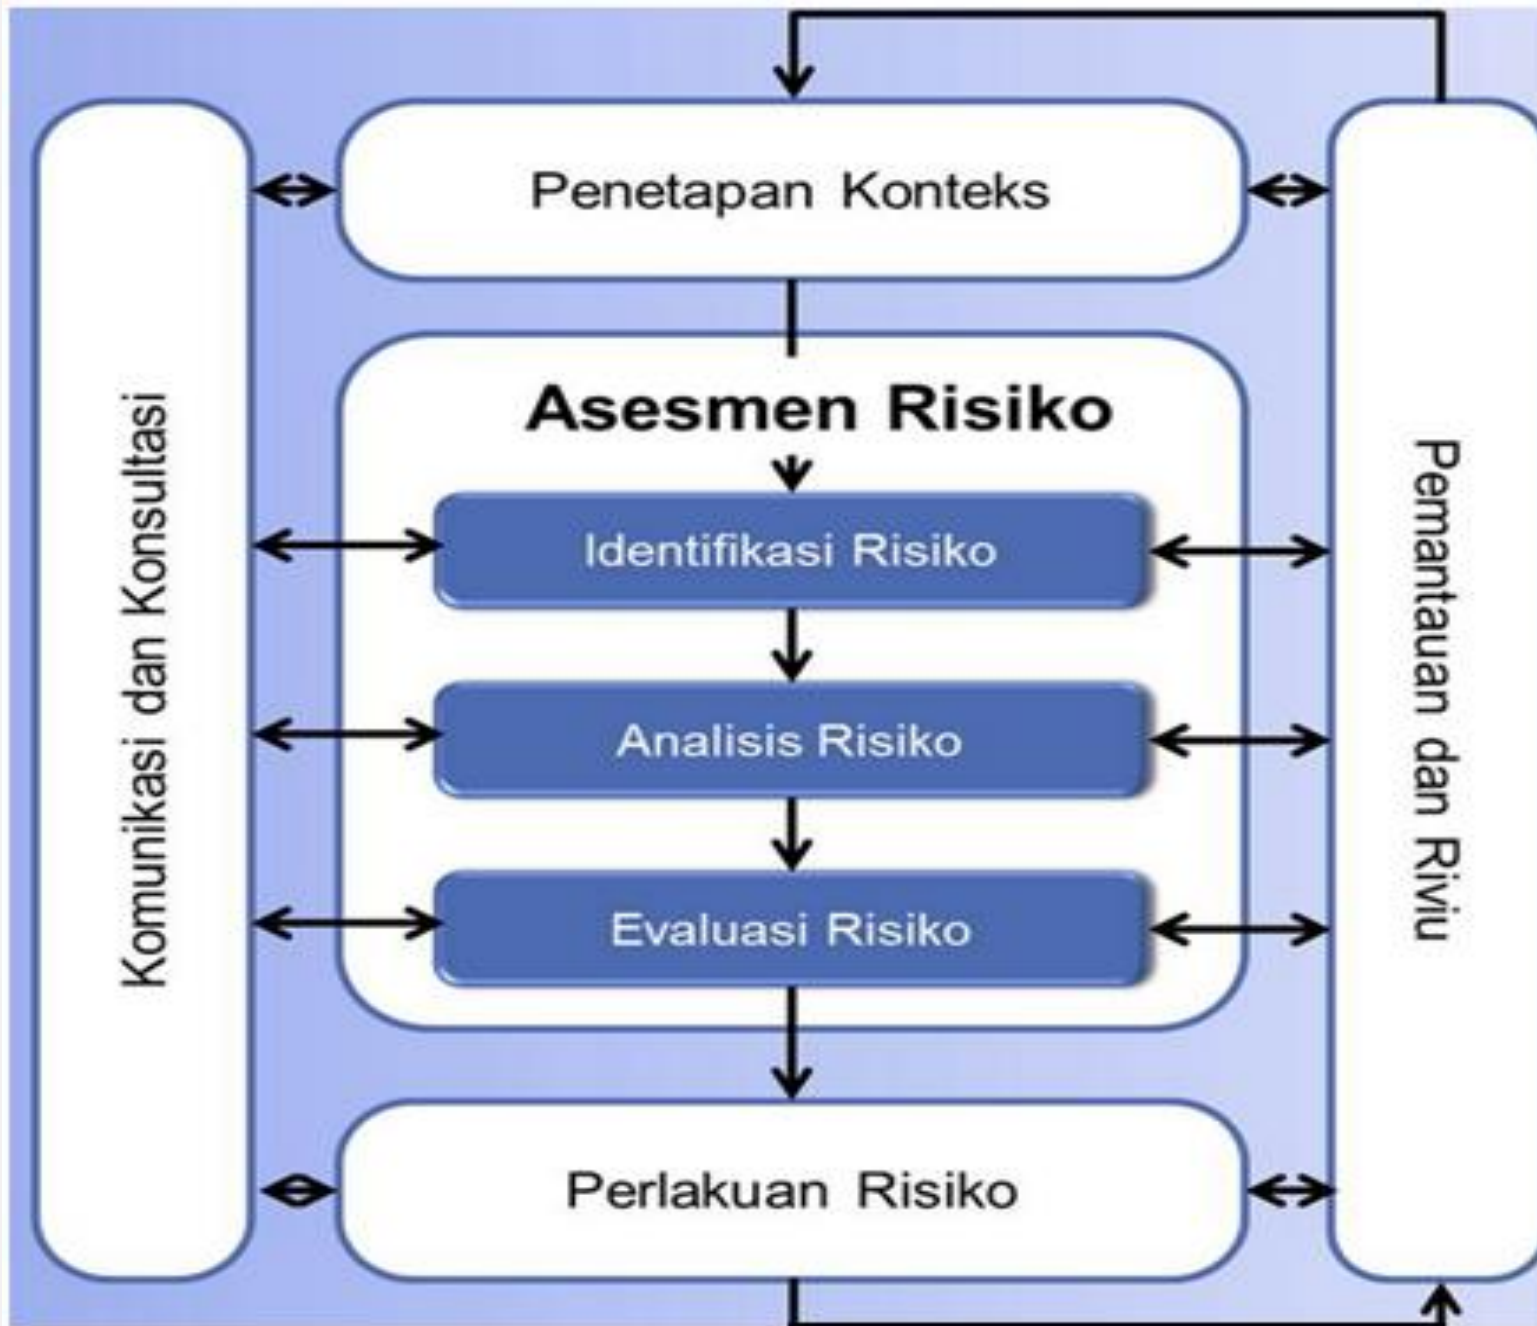 Penetapan Konteks
Komunikasi dan Konsultasi
Asesmen Risiko
Identifikasi Risiko
Analisis Risiko
Evaluasi Risiko
Pemantauan dan Riviu
Perlakuan Risiko